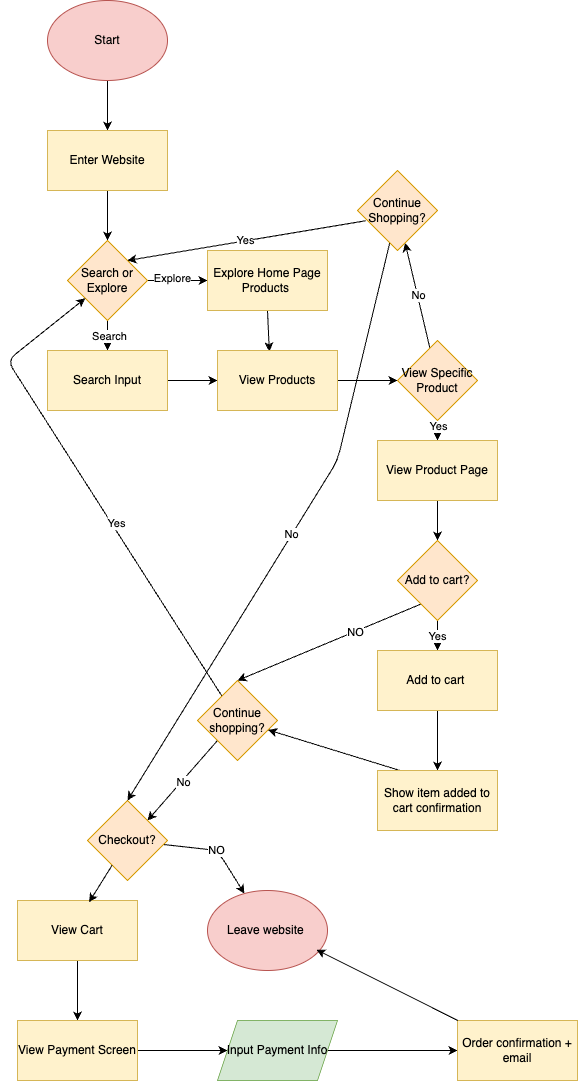 Start
Enter Website
Continue
Shopping?
Yes
Search or
Explore
Explore
Explore Home Page
Products
No
Search
Search Input
View Products
View Specific
Product
Yes
View Product Page
Yes
No
Add to cart?
NO
Yes
Add to cart
Continue
shopping?
No
Show item added to
cart confirmation
Checkout?
NO
View Cart
Leave website
View Payment Screen
Input Payment Info
Order confirmation +
email